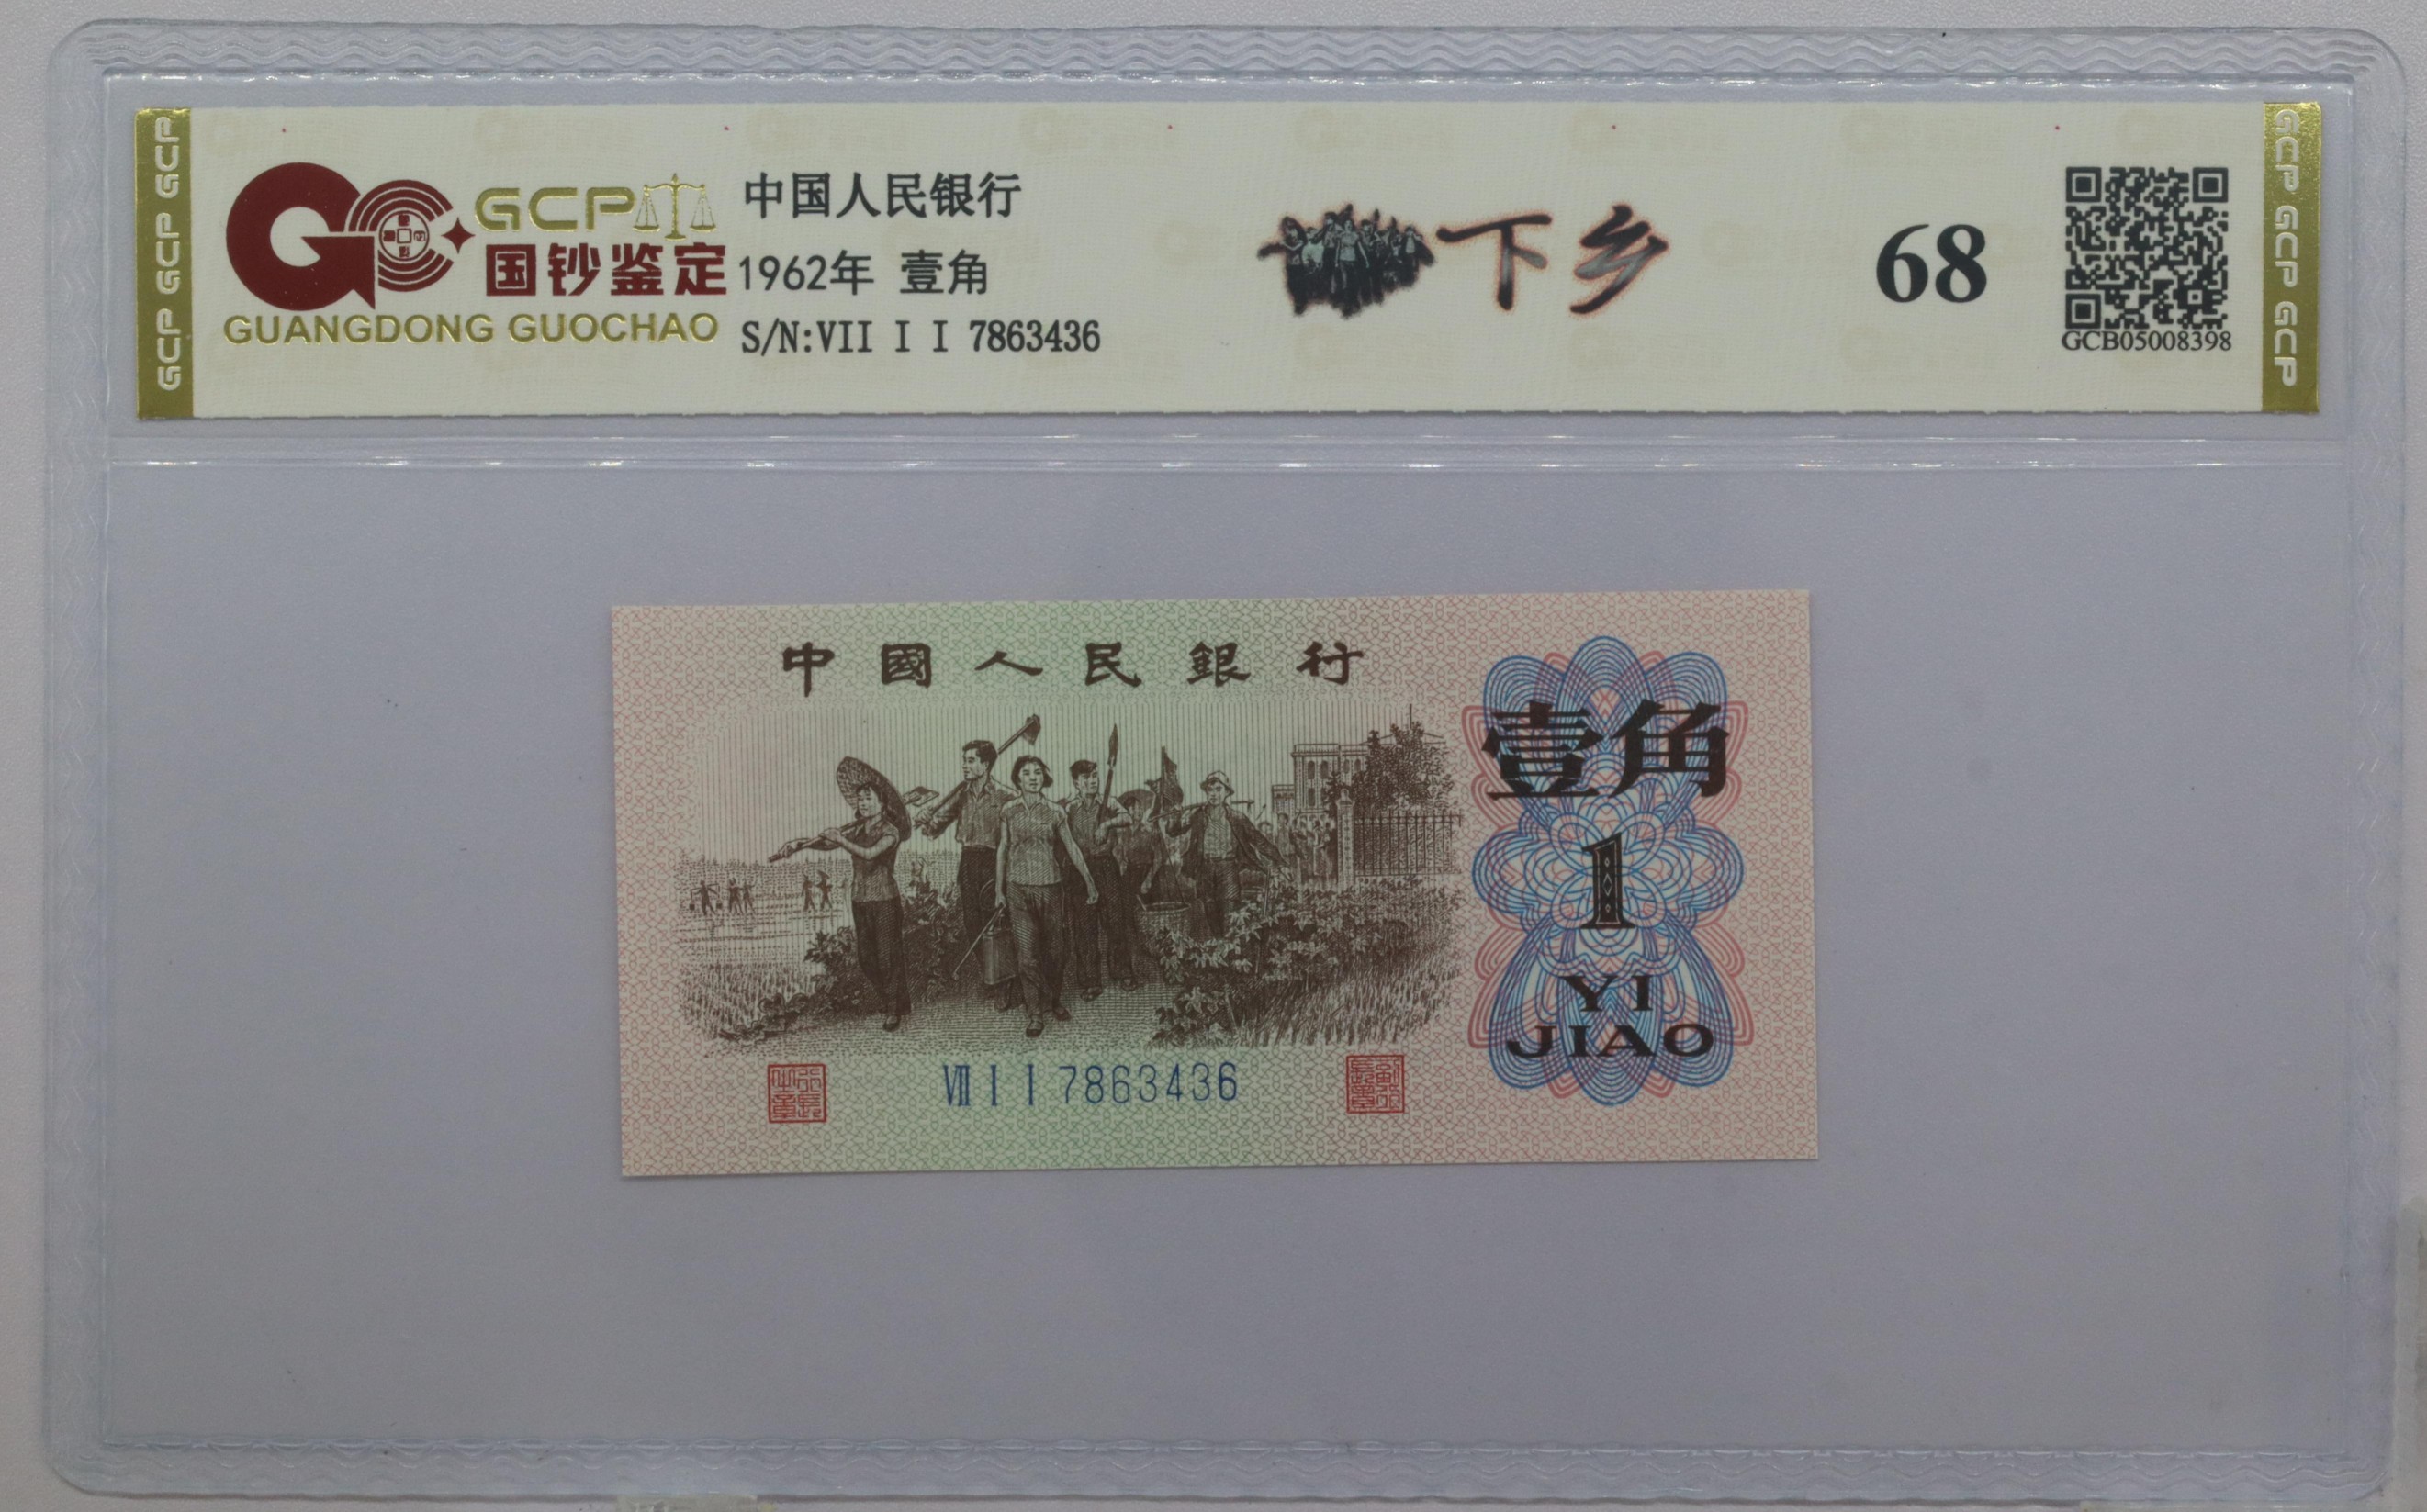 GCP
国钞鉴定
GUANGDONG GUOCHAO
中国人民银行
1962年 壹角
S/N:VII I I 7863436
下乡
68
GCB05008398
GCP GCP GCP
GCP GCP GCP
中國人民銀行
壹角
1
YI
JIAO
VII I I 7863436